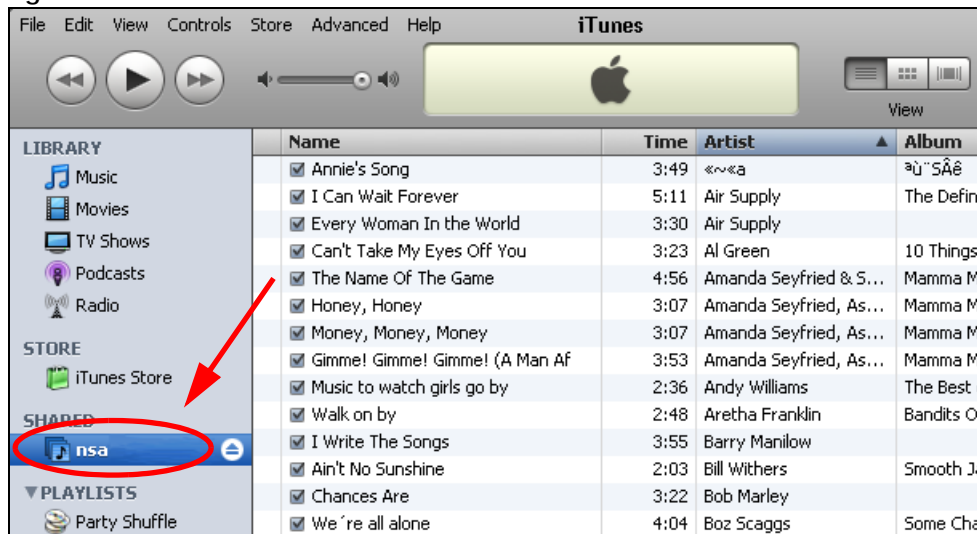 File Edit View Controls Store Advanced Help iTunes
View
LIBRARY
Music
Movies
TV Shows
Podcasts
Radio
STORE
iTunes Store
SHARED
nsa
PLAYLISTS
Party Shuffle
Name Time Artist Album
Annie's Song 3:49 «~«a ªù¨SÂê
I Can Wait Forever 5:11 Air Supply The Defin
Every Woman In the World 3:30 Air Supply
Can't Take My Eyes Off You 3:23 Al Green 10 Things
The Name Of The Game 4:56 Amanda Seyfried & S... Mamma M
Honey, Honey 3:07 Amanda Seyfried, As... Mamma M
Money, Money, Money 3:07 Amanda Seyfried, As... Mamma M
Gimme! Gimme! Gimme! (A Man Af 3:53 Amanda Seyfried, As... Mamma M
Music to watch girls go by 2:36 Andy Williams The Best
Walk on by 2:48 Aretha Franklin Bandits O
I Write The Songs 3:55 Barry Manilow
Ain't No Sunshine 2:03 Bill Withers Smooth J
Chances Are 3:22 Bob Marley
We´re all alone 4:04 Boz Scaggs Some Cha